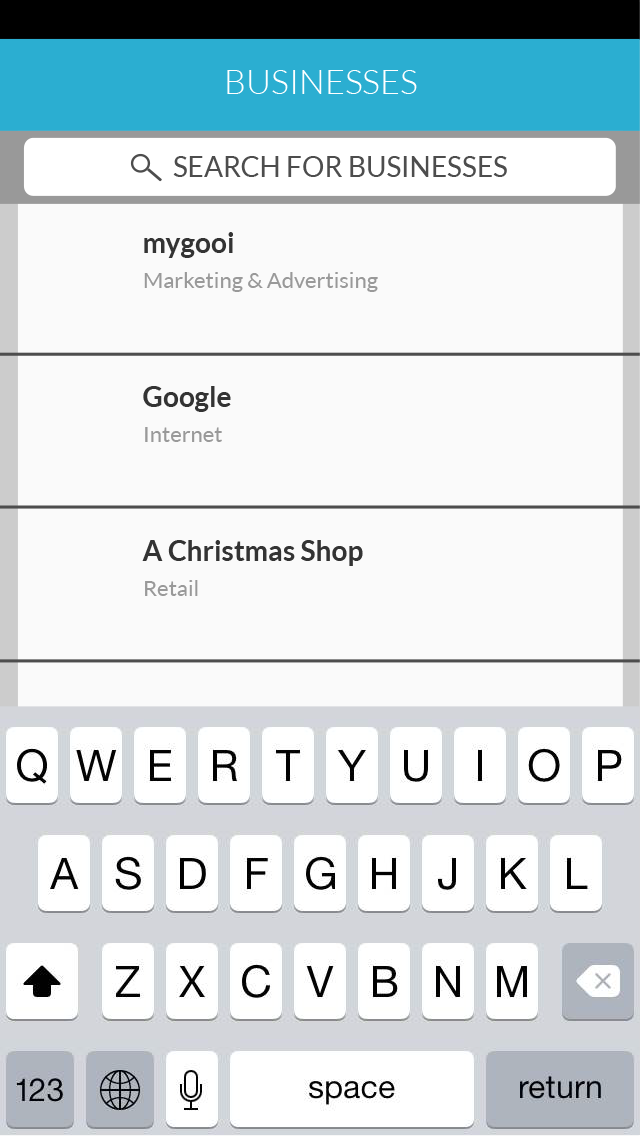 BUSINESSES
SEARCH FOR BUSINESSES
mygooi
Marketing & Advertising
Google
Internet
A Christmas Shop
Retail
Q W E R T Y U I O P
A S D F G H J K L
Z X C V B N M
123 space return